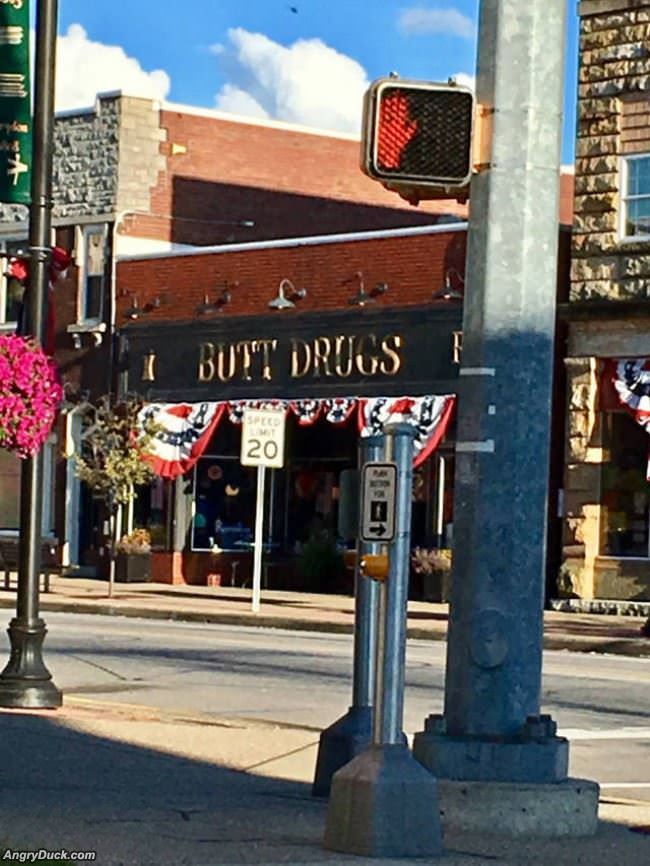 BUTT DRUGS
SPEED
LIMIT
20
PUSH
BUTTON
FOR
AngryDuck.com